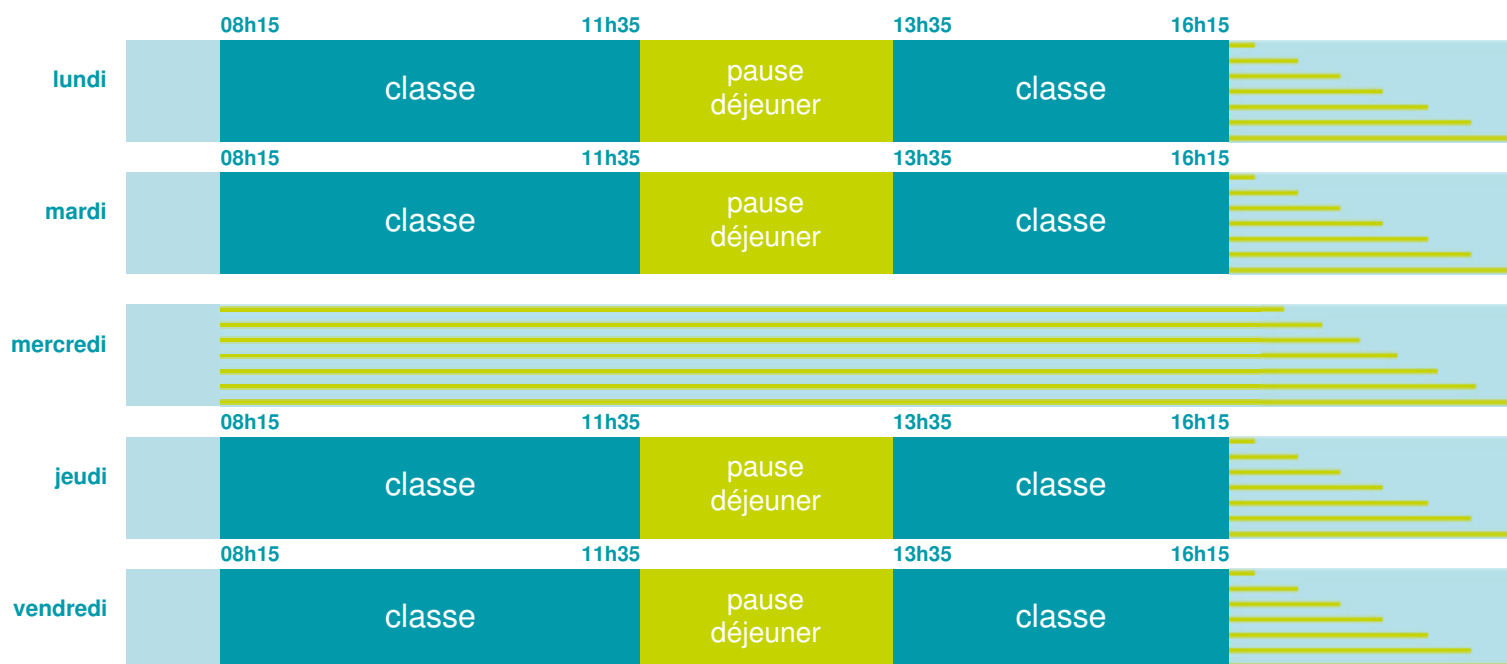 08h15 11h35 13h35 16h15
lundi
classe
pause
déjeuner
classe
08h15 11h35 13h35 16h15
mardi
classe
pause
déjeuner
classe
mercredi
08h15 11h35 13h35 16h15
jeudi
classe
pause
déjeuner
classe
08h15 11h35 13h35 16h15
vendredi
classe
pause
déjeuner
classe